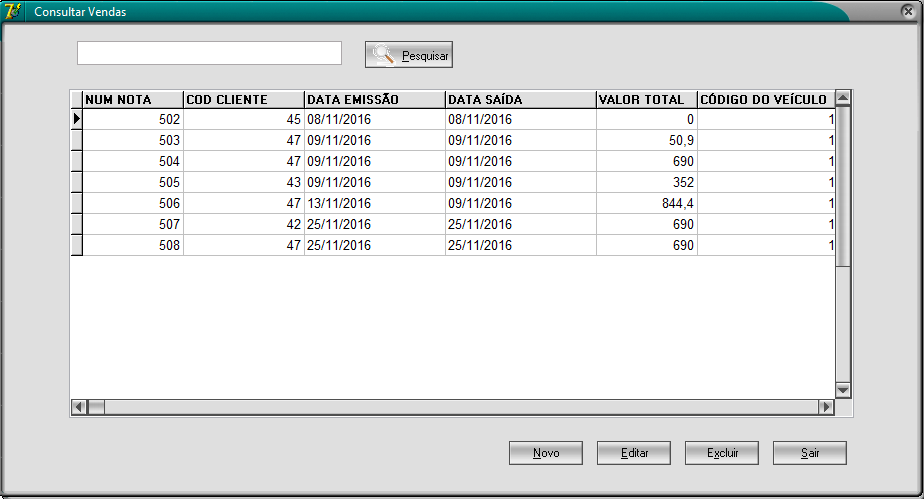 Consultar Vendas
Pesquisar
NUM NOTA COD CLIENTE DATA EMISSÃO DATA SAÍDA VALOR TOTAL CÓDIGO DO VEÍCULO
502 45 08/11/2016 08/11/2016 0 1
503 47 09/11/2016 09/11/2016 50,9 1
504 47 09/11/2016 09/11/2016 690 1
505 43 09/11/2016 09/11/2016 352 1
506 47 13/11/2016 09/11/2016 844,4 1
507 42 25/11/2016 25/11/2016 690 1
508 47 25/11/2016 25/11/2016 690 1
Novo Editar Excluir Sair